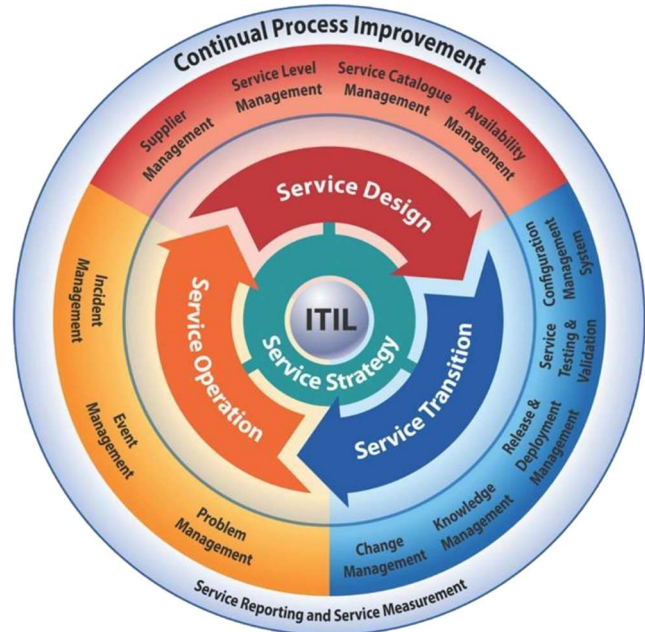 Continual Process Improvement
Supplier
Management
Service Level
Management
Service Catalogue
Management
Availability
Management
Configuration
Management
System
Service
Testing &
Validation
Release &
Deployment
Management
Knowledge
Management
Change
Management
Problem
Management
Event
Management
Incident
Management
Service Design
Service Transition
Service Operation
Service Strategy
ITIL
Service Reporting and Service Measurement